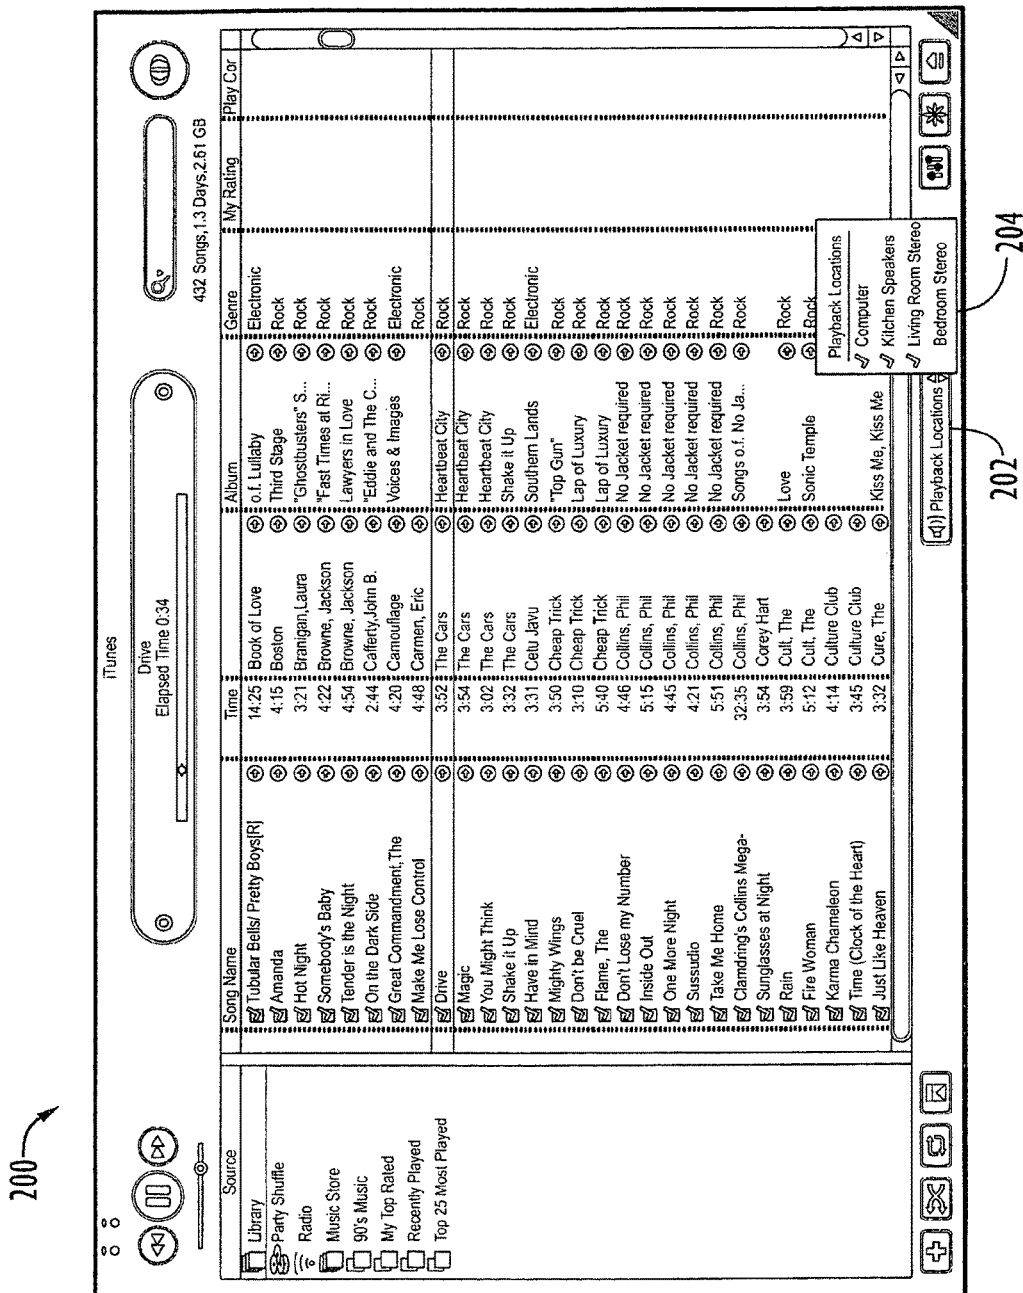 200
iTunes
Drive
Elapsed Time 0:34
432 Songs,1.3 Days,2.61 GB
Source
Library
Party Shuffle
Radio
Music Store
90's Music
My Top Rated
Recently Played
Top 25 Most Played
Song Name Time Album Genre My Rating Play Cor
Tubular Bells/ Pretty Boys[R] 14:25 Book of Love o.f. Lullaby Electronic
Amanda 4:15 Boston Third Stage Rock
Hot Night 3:21 Branigan,Laura "Ghostbusters" S... Rock
Somebody's Baby 4:22 Browne, Jackson "Fast Times at Ri... Rock
Tender is the Night 4:54 Browne, Jackson Lawyers in Love Rock
On the Dark Side 2:44 Cafferty,John B. "Eddie and The C... Rock
Great Commandment,The 4:20 Camouflage Voices & Images Electronic
Make Me Lose Control 4:48 Carmen, Eric Rock
Drive 3:52 The Cars Heartbeat City Rock
Magic 3:54 The Cars Heartbeat City Rock
You Might Think 3:02 The Cars Heartbeat City Rock
Shake it Up 3:32 The Cars Shake it Up Rock
Have in Mind 3:31 Cetu Javu Southern Lands Electronic
Mighty Wings 3:50 Cheap Trick "Top Gun" Rock
Don't be Cruel 3:10 Cheap Trick Lap of Luxury Rock
Flame, The 5:40 Cheap Trick Lap of Luxury Rock
Don't Lose my Number 4:46 Collins, Phil No Jacket required Rock
Inside Out 5:15 Collins, Phil No Jacket required Rock
One More Night 4:45 Collins, Phil No Jacket required Rock
Sussudio 4:21 Collins, Phil No Jacket required Rock
Take Me Home 5:51 Collins, Phil No Jacket required Rock
Clamdring's Collins Mega- 32:35 Collins, Phil Songs o.f. No Ja... Rock
Sunglasses at Night 3:54 Corey Hart
Rain 3:59 Cult, The Love Rock
Fire Woman 5:12 Cult, The Sonic Temple Rock
Karma Chameleon 4:14 Culture Club
Time (Clock of the Heart) 3:45 Culture Club
Just Like Heaven 3:32 Cure, The Kiss Me, Kiss Me
Playback Locations
Computer
Kitchen Speakers
Living Room Stereo
Bedroom Stereo
Playback Locations
202
204